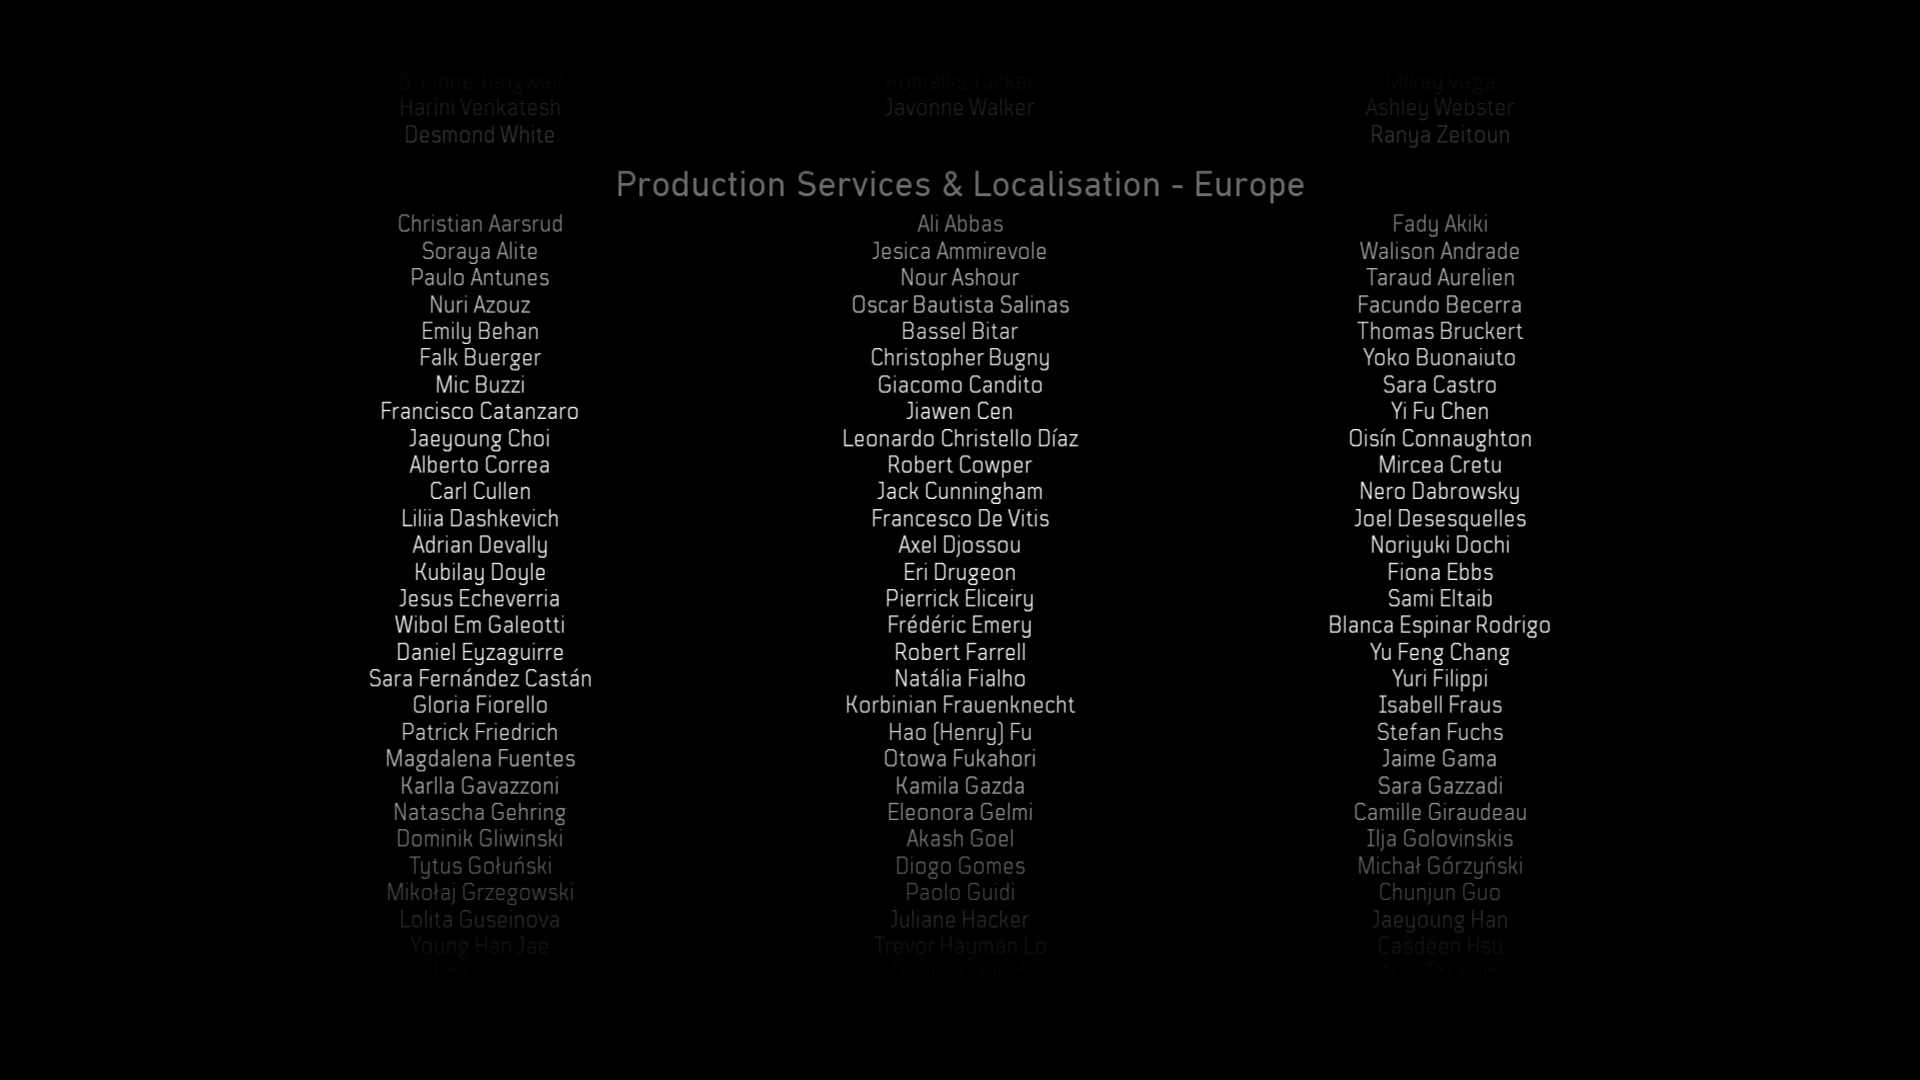 Harini Venkatesh Javonne Walker Ashley Webster
Desmond White Ranya Zeitoun
Production Services & Localisation - Europe
Christian Aarsrud Ali Abbas Fady Akiki
Soraya Alite Jesica Ammirevole Walison Andrade
Paulo Antunes Nour Ashour Taraud Aurelien
Nuri Azouz Oscar Bautista Salinas Facundo Becerra
Emily Behan Bassel Bitar Thomas Bruckert
Falk Buerger Christopher Bugny Yoko Buonaiuto
Mic Buzzi Giacomo Candito Sara Castro
Francisco Catanzaro Jiawen Cen Yi Fu Chen
Jaeyoung Choi Leonardo Christello Díaz Oisín Connaughton
Alberto Correa Robert Cowper Mircea Cretu
Carl Cullen Jack Cunningham Nero Dabrowsky
Liliia Dashkevich Francesco De Vitis Joel Desesquelles
Adrian Devally Axel Djossou Noriyuki Dochi
Kubilay Doyle Eri Drugeon Fiona Ebbs
Jesus Echeverria Pierrick Eliceiry Sami Eltaib
Wibol Em Galeotti Frédéric Emery Blanca Espinar Rodrigo
Daniel Eyzaguirre Robert Farrell Yu Feng Chang
Sara Fernández Castán Natália Fialho Yuri Filippi
Gloria Fiorello Korbinian Frauenknecht Isabell Fraus
Patrick Friedrich Hao (Henry) Fu Stefan Fuchs
Magdalena Fuentes Otowa Fukahori Jaime Gama
Karlla Gavazzoni Kamila Gazda Sara Gazzadi
Natascha Gehring Eleonora Gelmi Camille Giraudeau
Dominik Gliwinski Akash Goel Ilja Golovinskis
Tytus Gołuński Diogo Gomes Michał Górzyński
Mikołaj Grzegowski Paolo Guidi Chunjun Guo
Lolita Guseinova Juliane Hacker Jaeyoung Han
Young Han Jae Trevor Hayman Lo Casdeen Hsu